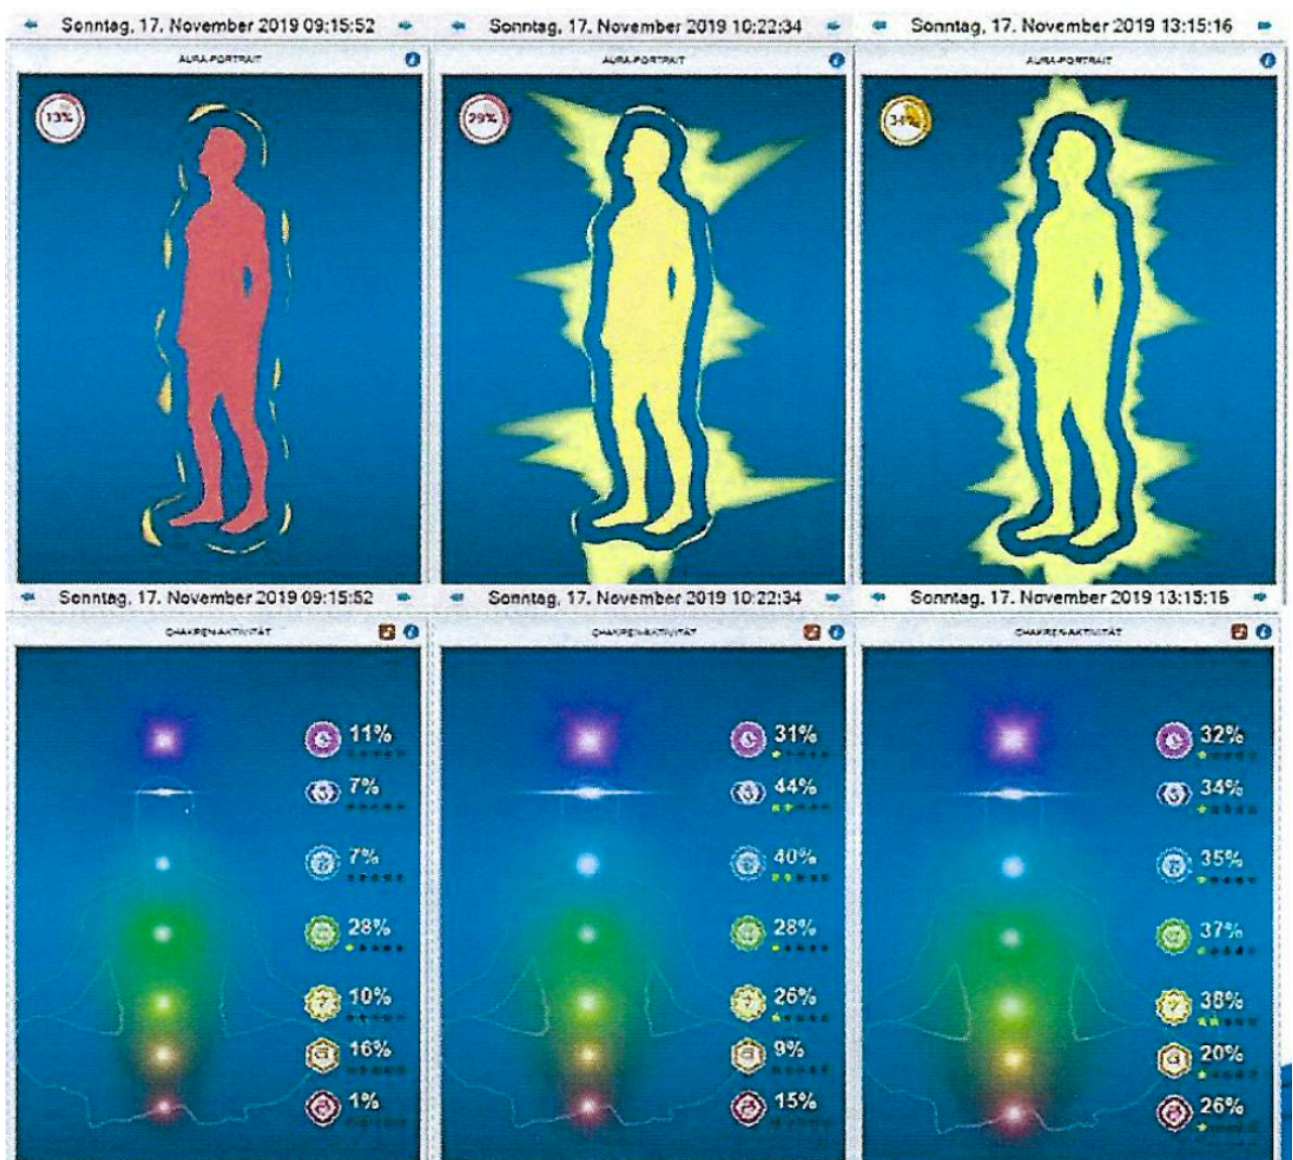 Sonntag, 17. November 2019 09:15:52
Sonntag, 17. November 2019 10:22:34
Sonntag, 17. November 2019 13:15:16
AURA-PORTRAIT
AURA-PORTRAIT
AURA-PORTRAIT
13%
29%
Sonntag, 17. November 2019 09:15:52
Sonntag, 17. November 2019 10:22:34
Sonntag, 17. November 2019 13:15:15
CHAKREN-AKTIVITÄT
CHAKREN-AKTIVITÄT
CHAKREN-AKTIVITÄT
11%
7%
7%
28%
10%
16%
1%
31%
44%
40%
28%
26%
9%
15%
32%
34%
35%
37%
38%
20%
26%